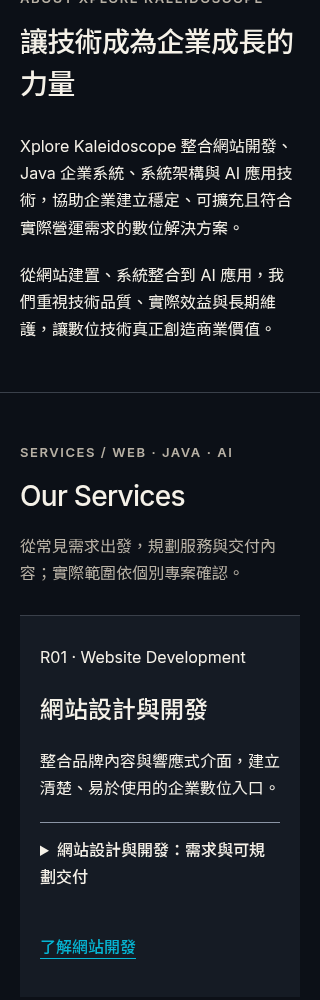 ABOUT XPLORE KALEIDOSCOPE
讓技術成為企業成長的
力量
Xplore Kaleidoscope 整合網站開發、
Java 企業系統、系統架構與 AI 應用技
術，協助企業建立穩定、可擴充且符合
實際營運需求的數位解決方案。
從網站建置、系統整合到 AI 應用，我
們重視技術品質、實際效益與長期維
護，讓數位技術真正創造商業價值。
SERVICES / WEB · JAVA · AI
Our Services
從常見需求出發，規劃服務與交付內
容；實際範圍依個別專案確認。
R01 · Website Development
網站設計與開發
整合品牌內容與響應式介面，建立
清楚、易於使用的企業數位入口。
▶ 網站設計與開發：需求與可規
劃交付
了解網站開發